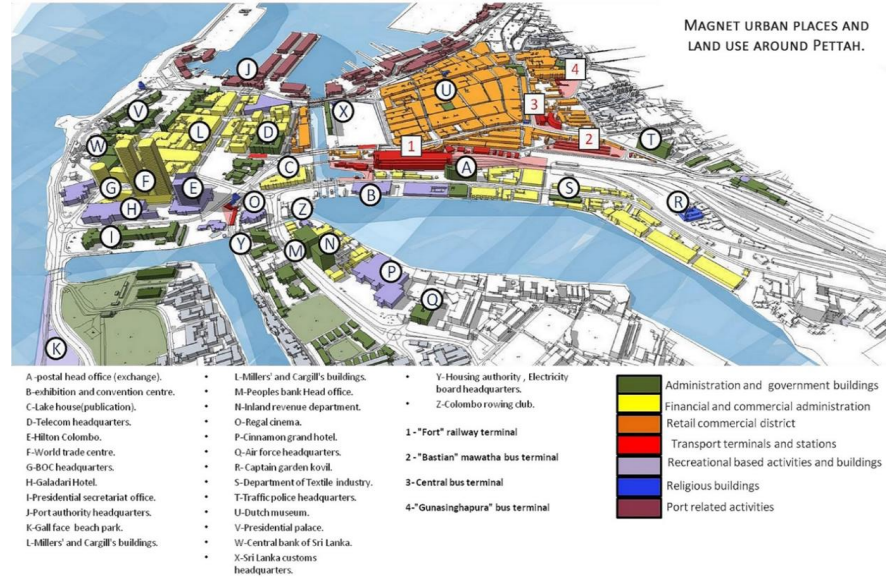 MAGNET URBAN PLACES AND
LAND USE AROUND PETTAH.
J
4
U
3
V
X
L
D
2
W
1
T
C
A
G
F
E
B
S
R
H
O
Z
I
Y
M
N
P
Q
K
A -postal head office (exchange).
B-exhibition and convention centre.
C-Lake house(publication).
D-Telecom headquarters.
E-Hilton Colombo.
F-World trade centre.
G-BOC headquarters.
H-Galadari Hotel.
I-Presidential secretariat office.
J-Port authority headquarters.
K-Gall face beach park.
L-Millers' and Cargill's buildings.
• L-Millers' and Cargill's buildings.
• M-Peoples bank Head office.
• N-Inland revenue department.
• O-Regal cinema.
• P-Cinnamon grand hotel.
• Q-Air force headquarters.
• R- Captain garden kovil.
• S-Department of Textile industry.
• T-Traffic police headquarters.
• U-Dutch museum.
• V-Presidential palace.
• W-Central bank of Sri Lanka.
• X-Sri Lanka customs
headquarters.
• Y-Housing authority , Electricity
board headquarters.
• Z-Colombo rowing club.
1 -"Fort" railway terminal
2 -"Bastian" mawatha bus terminal
3- Central bus terminal
4-"Gunasinghapura" bus terminal
Administration and government buildings
Financial and commercial administration
Retail commercial district
Transport terminals and stations
Recreational based activities and buildings
Religious buildings
Port related activities